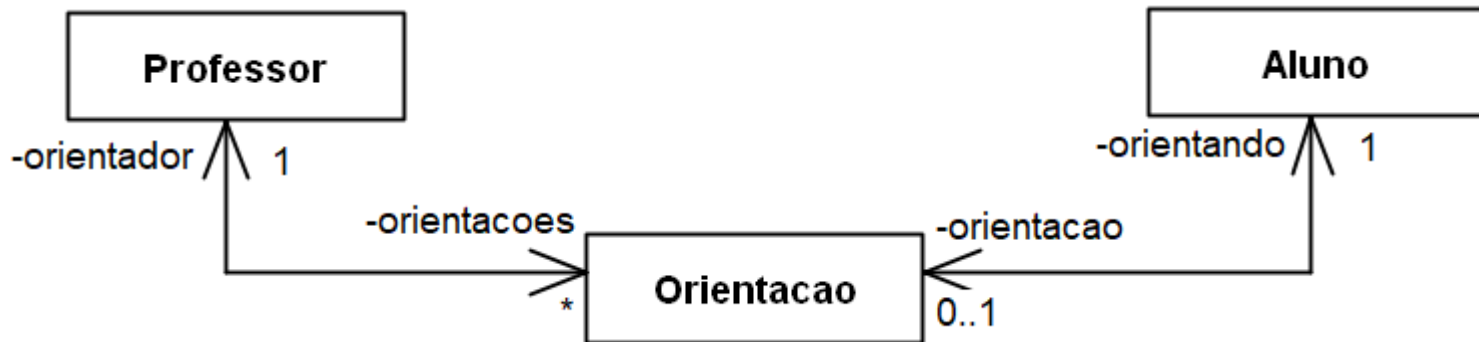 Professor
Aluno
-orientador
1
-orientando
1
-orientacoes
*
-orientacao
0..1
Orientacao